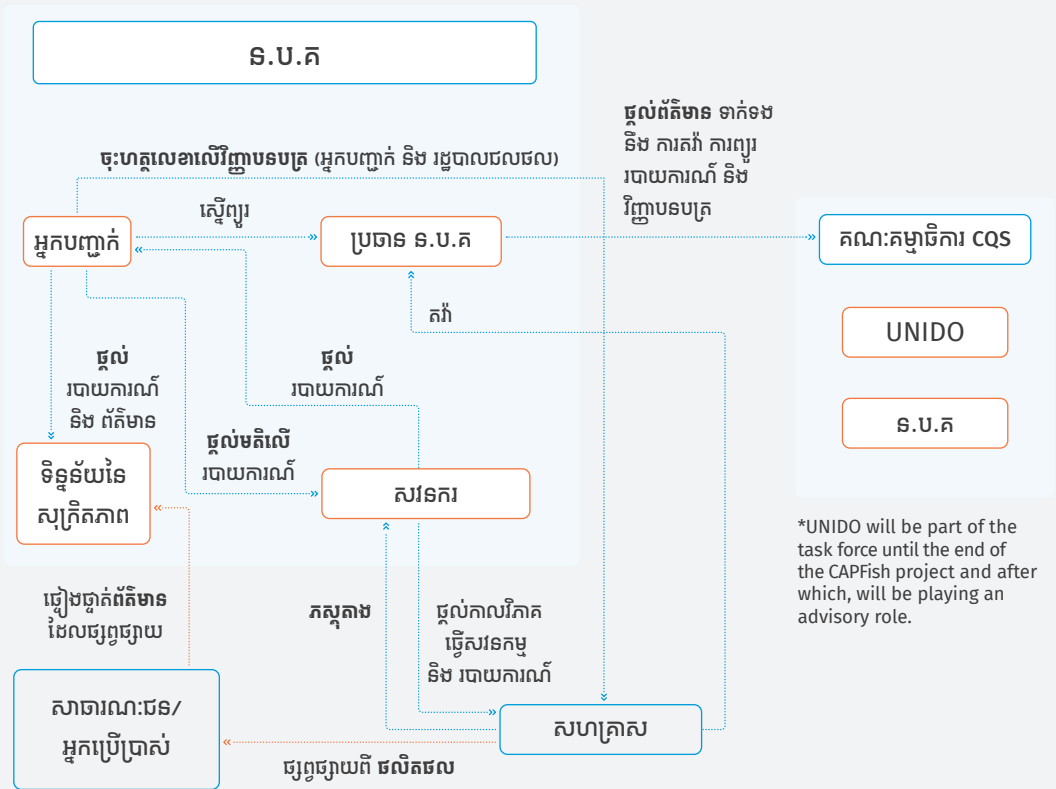 ន.ប.គ
ផ្តល់ព័ត៌មាន ទាក់ទង
និង ការតវ៉ា ការព្យួរ
របាយការណ៍ និង
វិញ្ញាបនបត្រ
ចុះហត្ថលេខាលើវិញ្ញាបនបត្រ (អ្នកបញ្ជាក់ និង រដ្ឋបាលជលផល)
ស្នើព្យួរ
អ្នកបញ្ជាក់
ប្រធាន ន.ប.គ
គណៈកម្មាធិការ CQS
តវ៉ា
UNIDO
ផ្តល់
របាយការណ៍
និង ព័ត៌មាន
ផ្តល់
របាយការណ៍
ន.ប.គ
ផ្តល់មតិលើ
របាយការណ៍
ទិន្នន័យនៃ
សុក្រិតភាព
សវនករ
*UNIDO will be part of the
task force until the end of
the CAPFish project and after
which, will be playing an
advisory role.
ផ្ទៀងផ្ទាត់ព័ត៌មាន
ដែលផ្សព្វផ្សាយ
ភស្តុតាង
ផ្តល់កាលវិភាគ
ធ្វើសវនកម្ម
និង របាយការណ៍
សាធារណៈជន/
អ្នកប្រើប្រាស់
សហគ្រាស
ផ្សព្វផ្សាយពី ផលិតផល